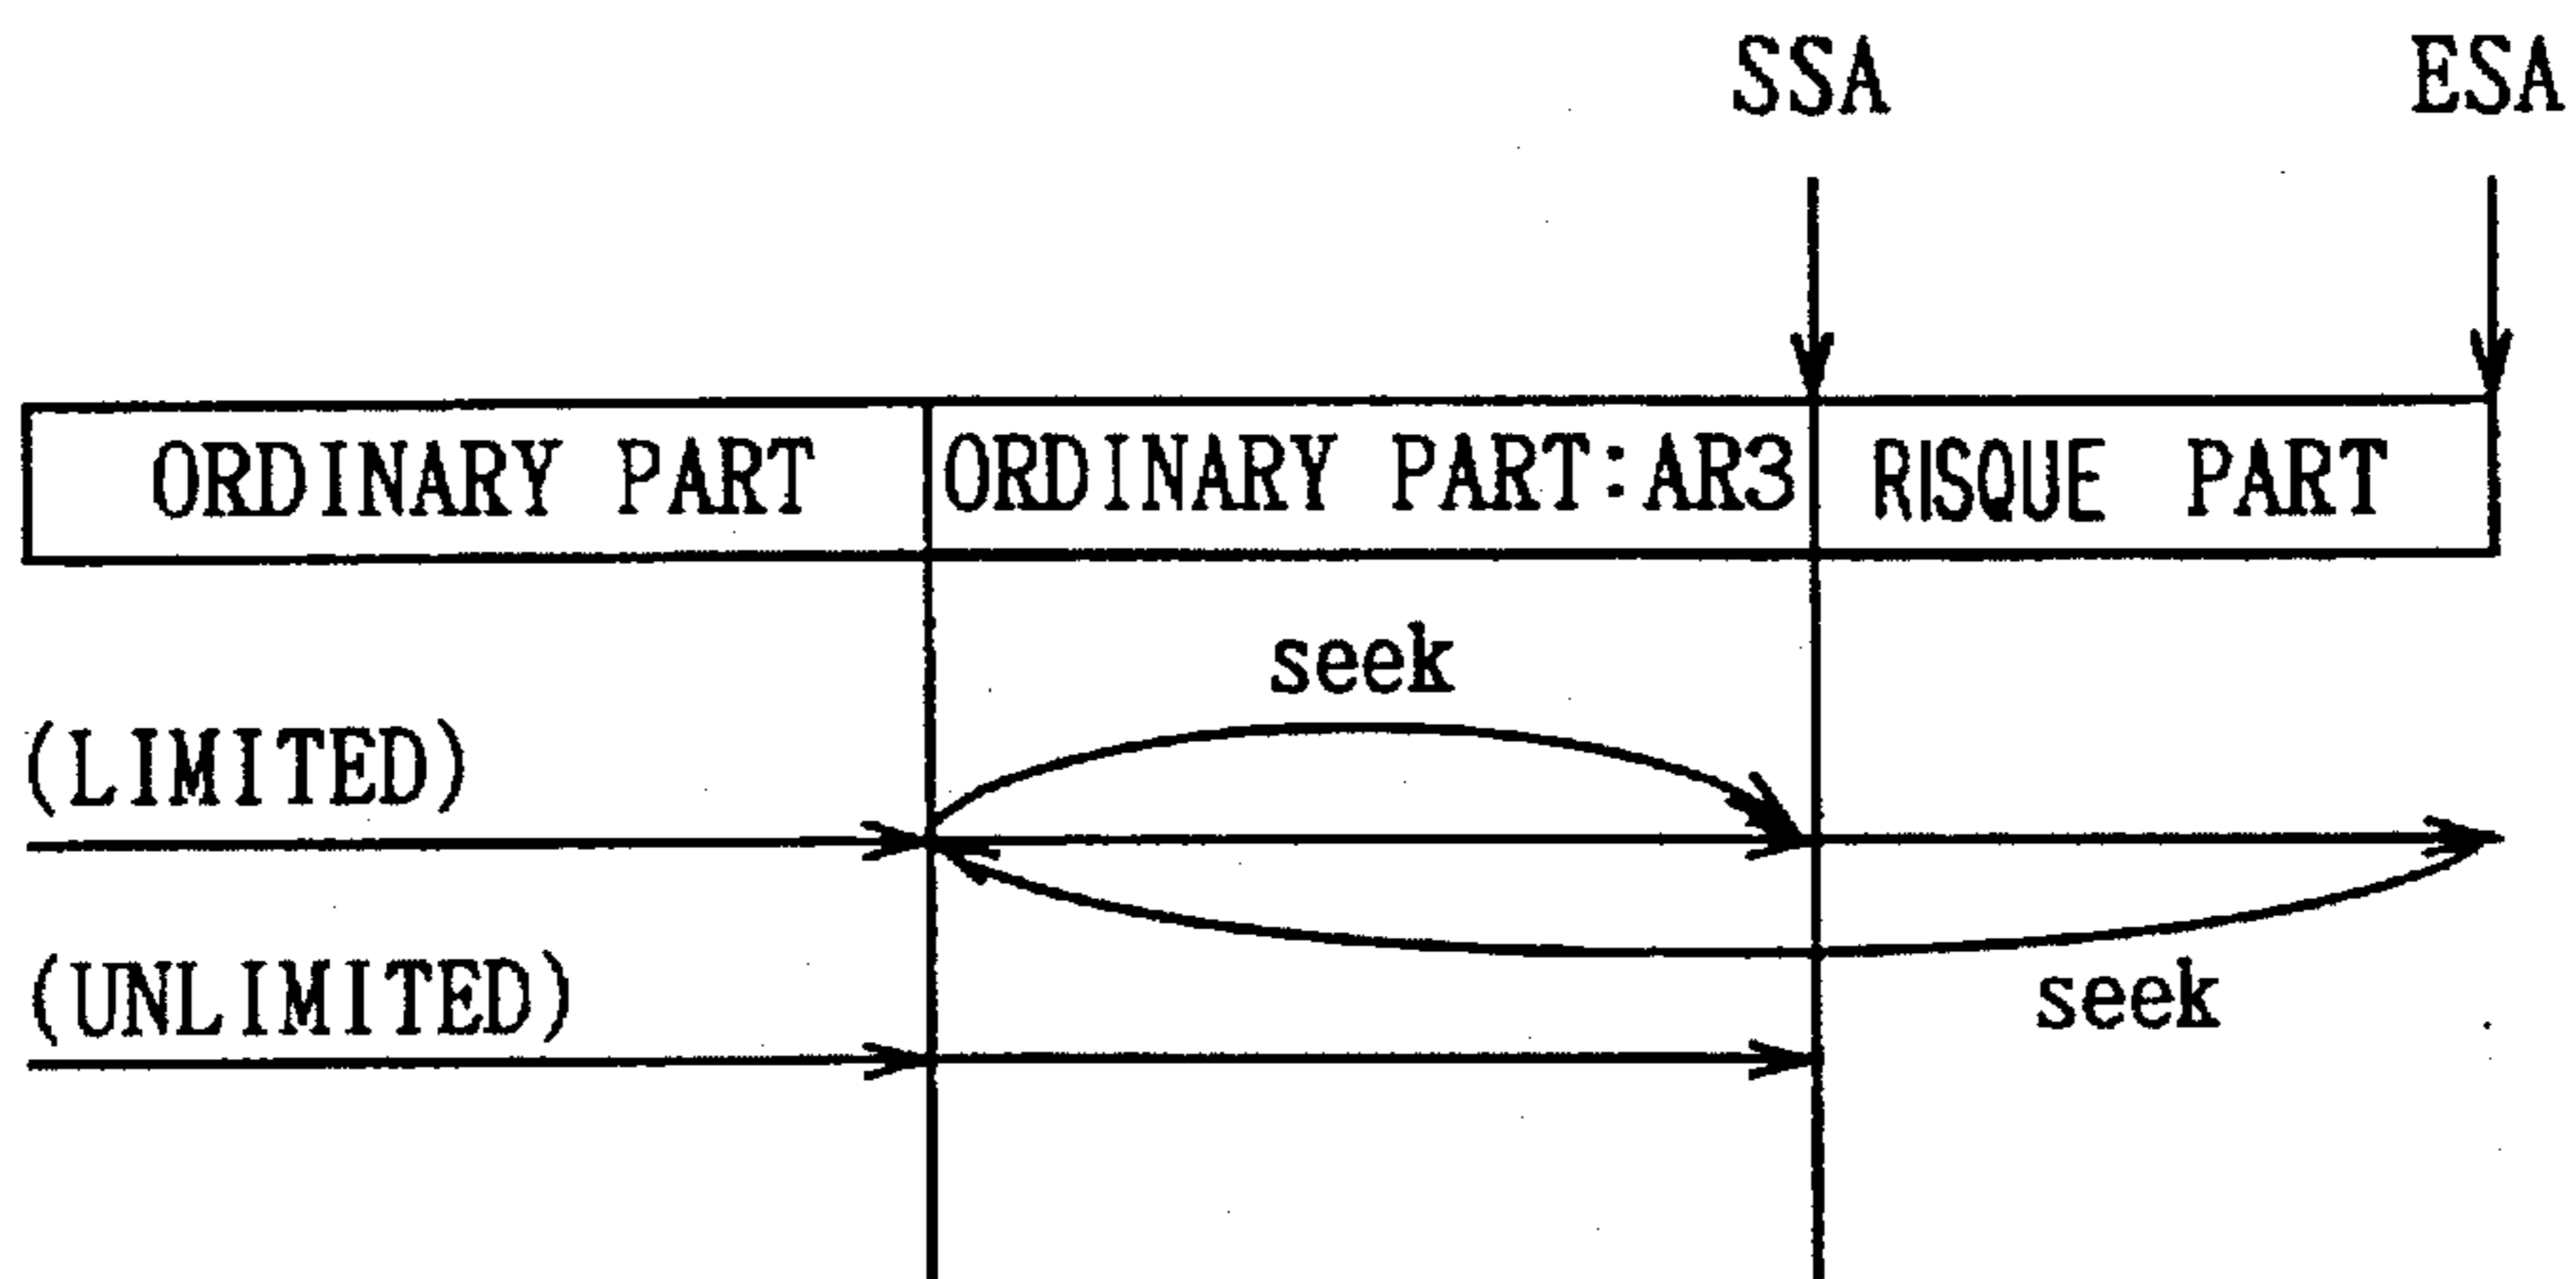 SSA ESA
ORDINARY PART ORDINARY PART:AR3 RISQUE PART
seek
(LIMITED)
(UNLIMITED)
seek